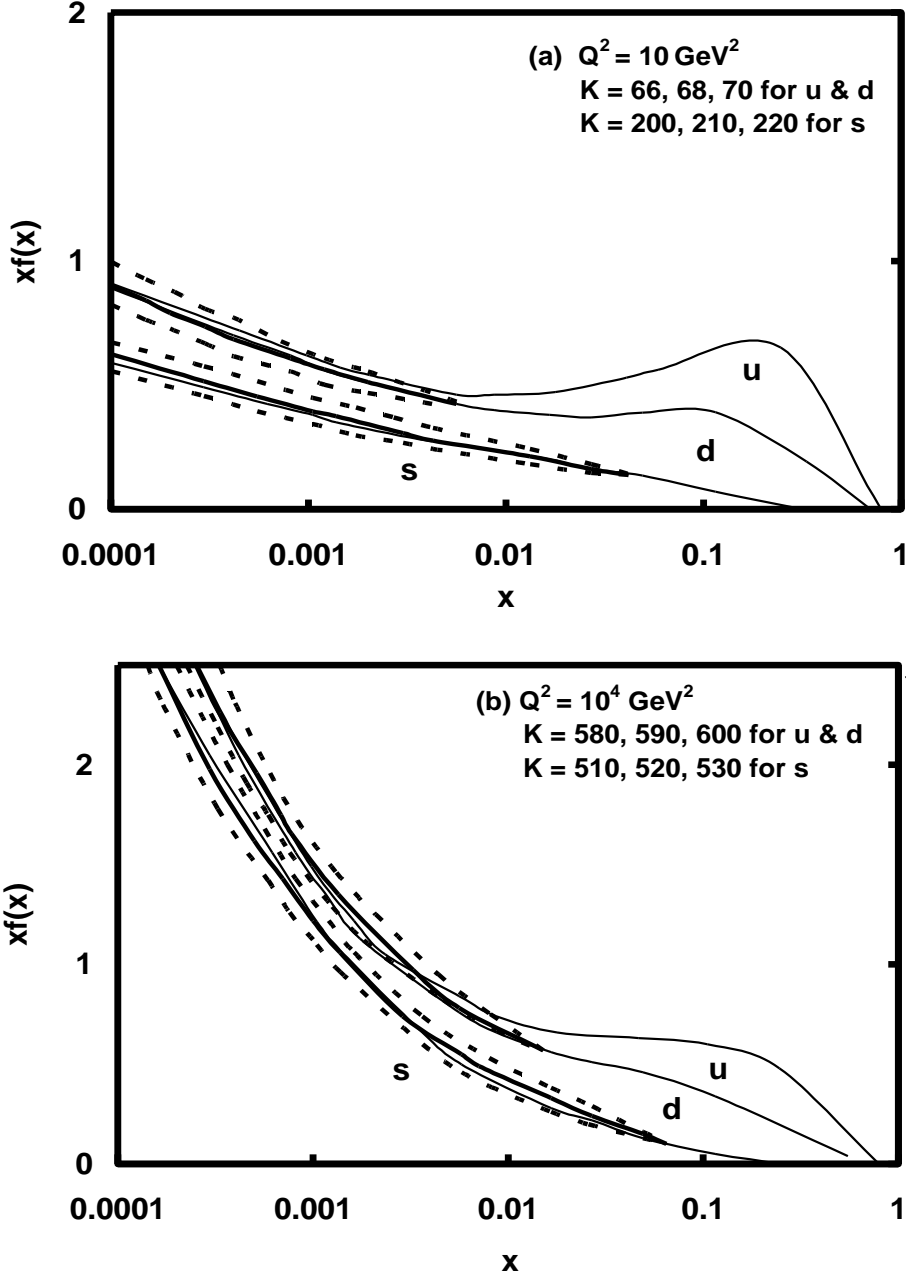 2
(a) Q² = 10 GeV²
K = 66, 68, 70 for u & d
K = 200, 210, 220 for s
xf(x)
1
u
d
s
0
0.0001 0.001 0.01 0.1 1
x
(b) Q² = 10⁴ GeV²
K = 580, 590, 600 for u & d
2
K = 510, 520, 530 for s
xf(x)
1
u
s
d
0
0.0001 0.001 0.01 0.1 1
x